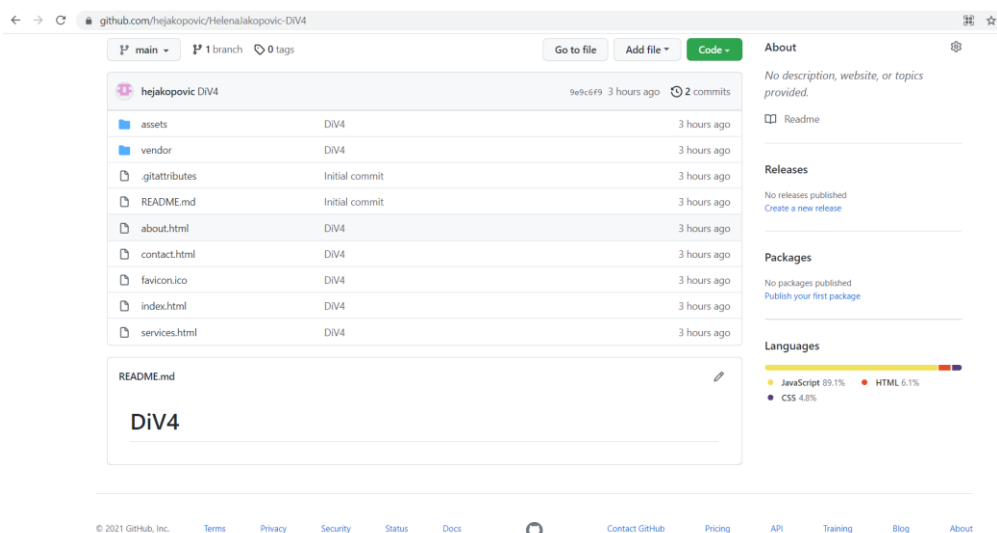 github.com/hejakopovic/HelenaJakopovic-DiV4
main 1 branch 0 tags Go to file Add file Code
hejakopovic DiV4 9e9c6f9 3 hours ago 2 commits
assets DiV4 3 hours ago
vendor DiV4 3 hours ago
.gitattributes Initial commit 3 hours ago
README.md Initial commit 3 hours ago
about.html DiV4 3 hours ago
contact.html DiV4 3 hours ago
favicon.ico DiV4 3 hours ago
index.html DiV4 3 hours ago
services.html DiV4 3 hours ago
README.md
DiV4
About
No description, website, or topics
provided.
Readme
Releases
No releases published
Create a new release
Packages
No packages published
Publish your first package
Languages
JavaScript 89.1% HTML 6.1%
CSS 4.8%
© 2021 GitHub, Inc. Terms Privacy Security Status Docs Contact GitHub Pricing API Training Blog About